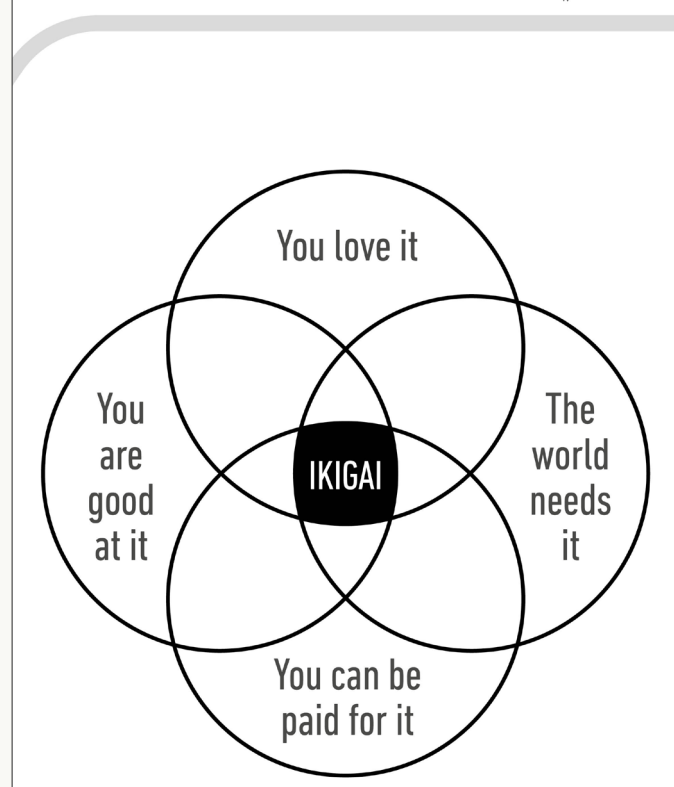 You love it
You
are
good
at it
IKIGAI
The
world
needs
it
You can be
paid for it